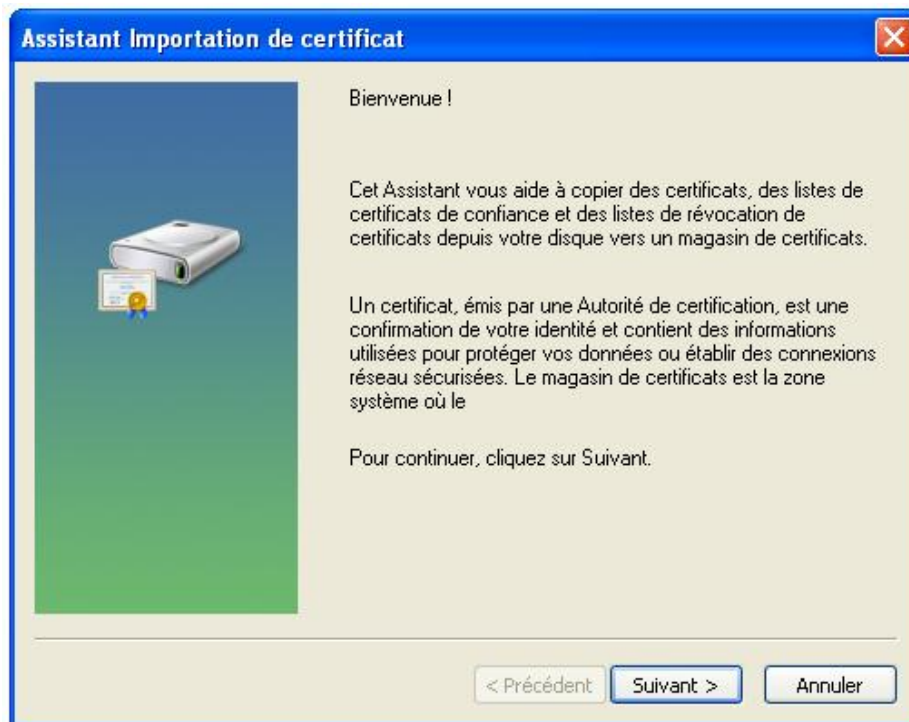 Assistant Importation de certificat
Bienvenue !
Cet Assistant vous aide à copier des certificats, des listes de
certificats de confiance et des listes de révocation de
certificats depuis votre disque vers un magasin de certificats.
Un certificat, émis par une Autorité de certification, est une
confirmation de votre identité et contient des informations
utilisées pour protéger vos données ou établir des connexions
réseau sécurisées. Le magasin de certificats est la zone
système où le
Pour continuer, cliquez sur Suivant.
< Précédent
Suivant >
Annuler